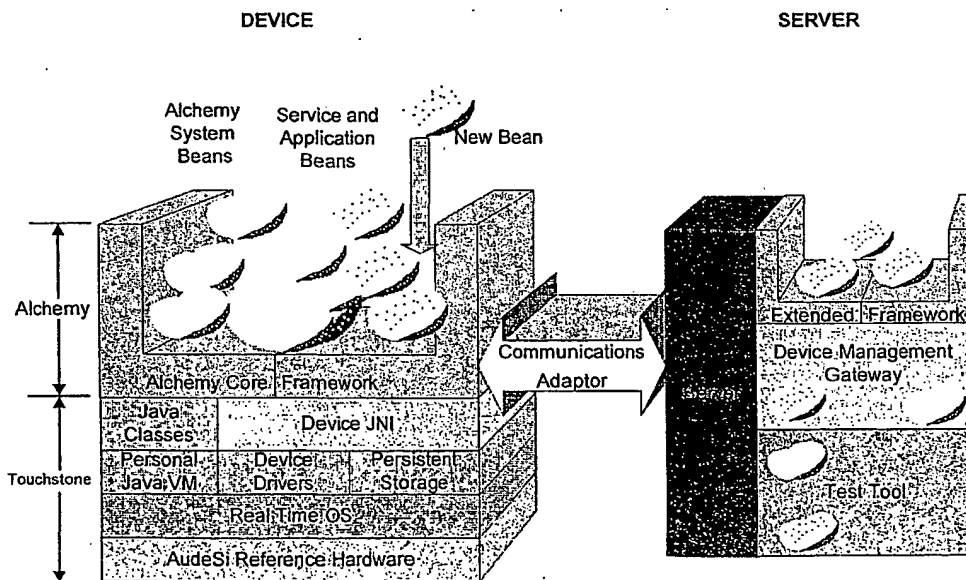 DEVICE
SERVER
Alchemy
System
Beans
Service and
Application
Beans
New Bean
Alchemy
Communications
Adaptor
Alchemy Core Framework
Touchstone
Java
Classes
Device JNI
Personal
Java VM
Device
Drivers
Persistent
Storage
Real Time OS
AudeSi Reference Hardware
Server
Extended Framework
Device Management
Gateway
Test Tool